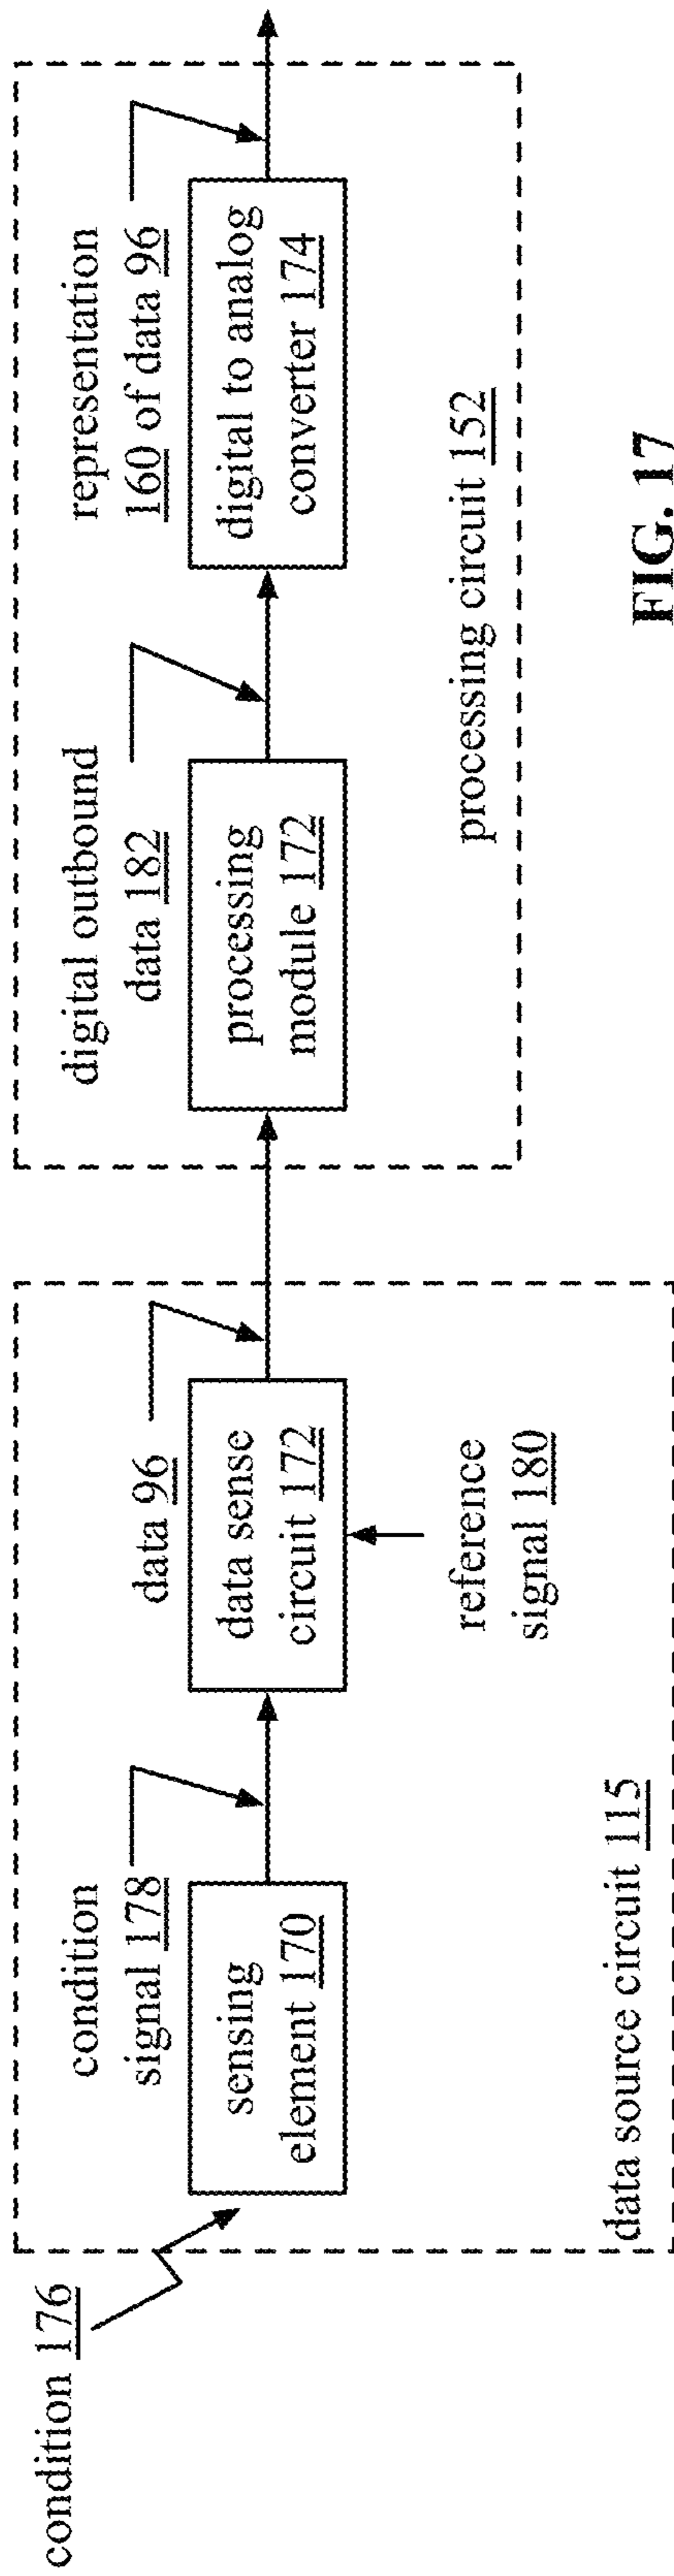 condition 176
condition
signal 178
sensing
element 170
data 96
data sense
circuit 172
reference
signal 180
data source circuit 115
digital outbound
data 182
processing
module 172
representation
160 of data 96
digital to analog
converter 174
processing circuit 152
FIG. 17